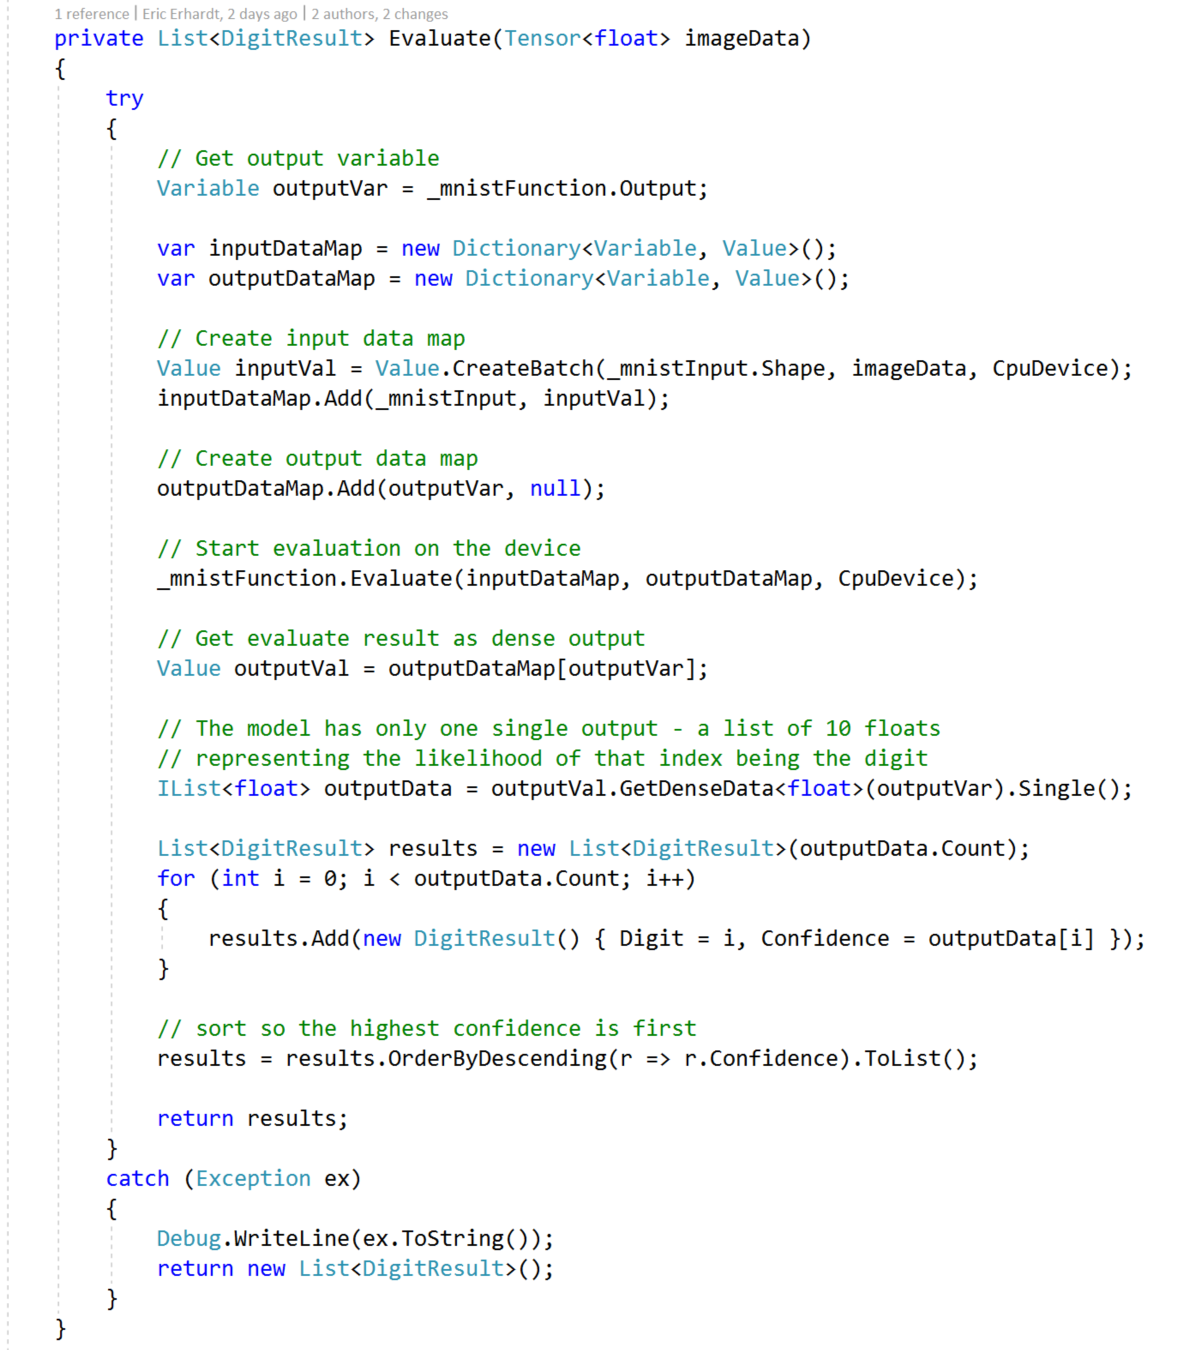 1 reference | Eric Erhardt, 2 days ago | 2 authors, 2 changes
private List<DigitResult> Evaluate(Tensor<float> imageData)
{
    try
    {
        // Get output variable
        Variable outputVar = _mnistFunction.Output;

        var inputDataMap = new Dictionary<Variable, Value>();
        var outputDataMap = new Dictionary<Variable, Value>();

        // Create input data map
        Value inputVal = Value.CreateBatch(_mnistInput.Shape, imageData, CpuDevice);
        inputDataMap.Add(_mnistInput, inputVal);

        // Create output data map
        outputDataMap.Add(outputVar, null);

        // Start evaluation on the device
        _mnistFunction.Evaluate(inputDataMap, outputDataMap, CpuDevice);

        // Get evaluate result as dense output
        Value outputVal = outputDataMap[outputVar];

        // The model has only one single output - a list of 10 floats
        // representing the likelihood of that index being the digit
        IList<float> outputData = outputVal.GetDenseData<float>(outputVar).Single();

        List<DigitResult> results = new List<DigitResult>(outputData.Count);
        for (int i = 0; i < outputData.Count; i++)
        {
            results.Add(new DigitResult() { Digit = i, Confidence = outputData[i] });
        }

        // sort so the highest confidence is first
        results = results.OrderByDescending(r => r.Confidence).ToList();

        return results;
    }
    catch (Exception ex)
    {
        Debug.WriteLine(ex.ToString());
        return new List<DigitResult>();
    }
}